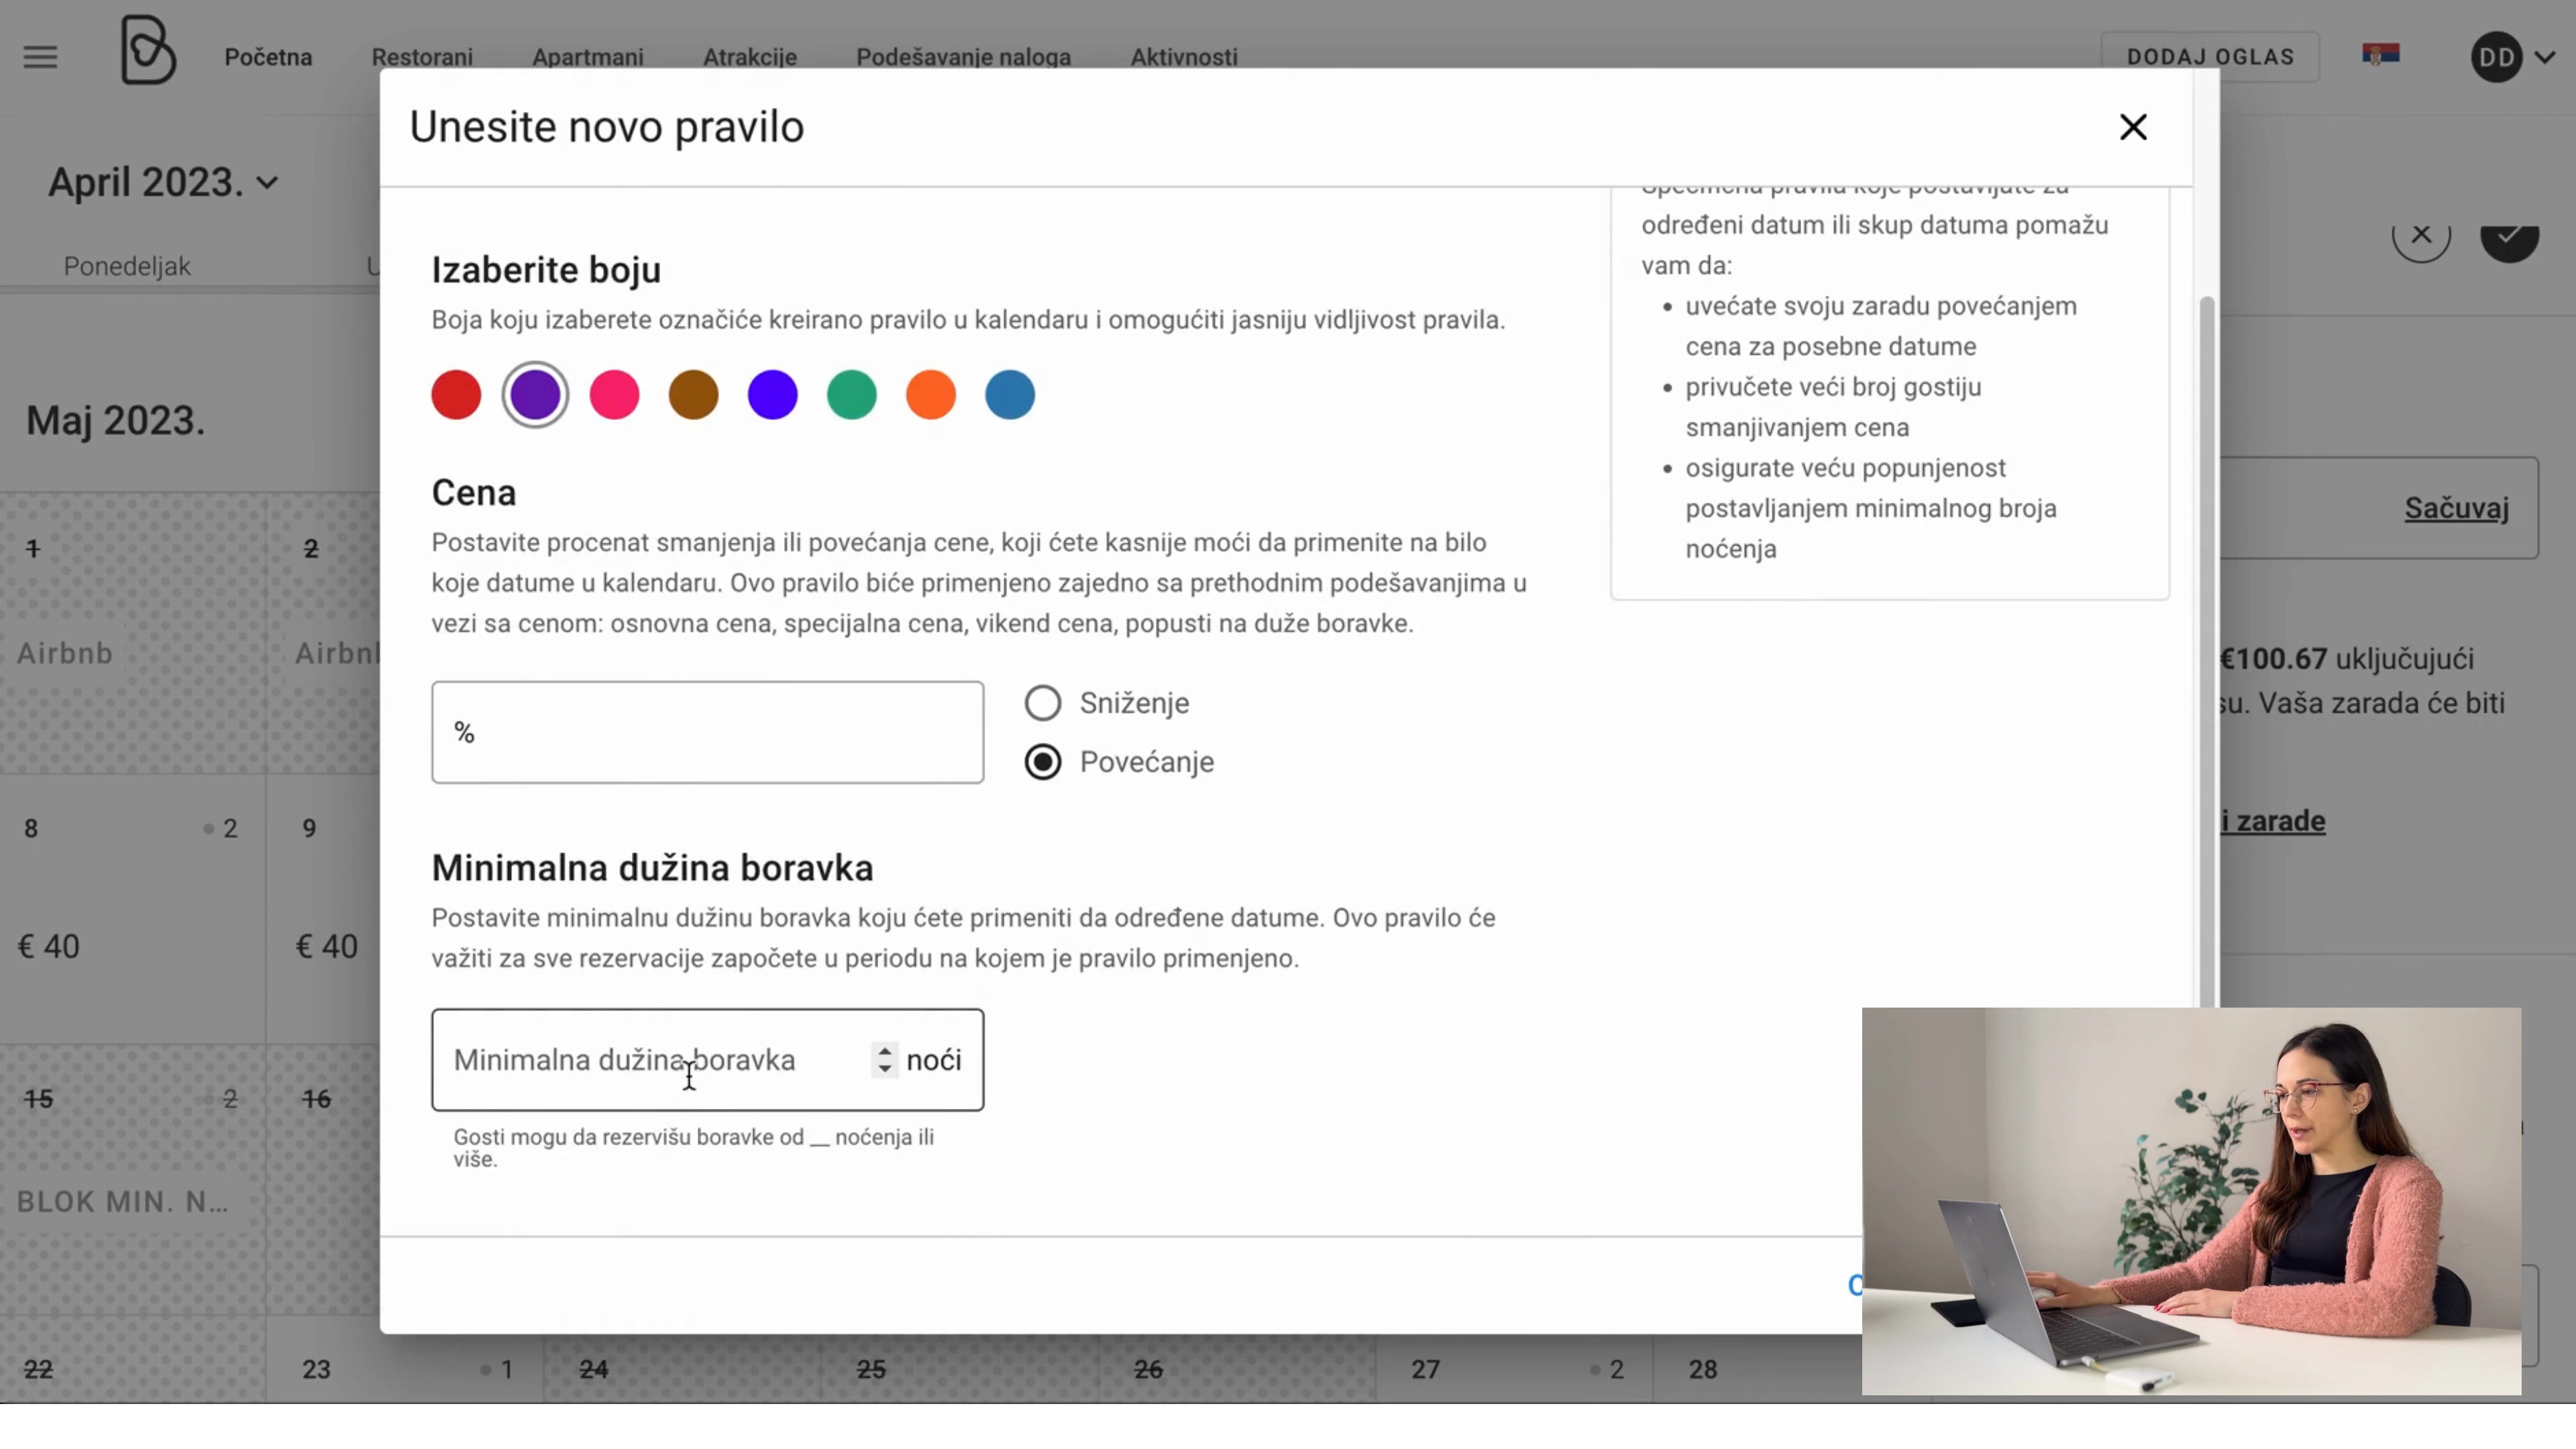 Početna Restorani Apartmani Atrakcije Podešavanje naloga Aktivnosti DODAJ OGLAS DD
Unesite novo pravilo
April 2023.
Ponedeljak
određeni datum ili skup datuma pomažu
vam da:
uvećate svoju zaradu povećanjem
cena za posebne datume
privučete veći broj gostiju
smanjivanjem cena
osigurate veću popunjenost
postavljanjem minimalnog broja
noćenja
Izaberite boju
Boja koju izaberete označiće kreirano pravilo u kalendaru i omogućiti jasniju vidljivost pravila.
Cena
Postavite procenat smanjenja ili povećanja cene, koji ćete kasnije moći da primenite na bilo
koje datume u kalendaru. Ovo pravilo biće primenjeno zajedno sa prethodnim podešavanjima u
vezi sa cenom: osnovna cena, specijalna cena, vikend cena, popusti na duže boravke.
%
Sniženje
Povećanje
Minimalna dužina boravka
Postavite minimalnu dužinu boravka koju ćete primeniti da određene datume. Ovo pravilo će
važiti za sve rezervacije započete u periodu na kojem je pravilo primenjeno.
Minimalna dužina boravka noći
Gosti mogu da rezervišu boravke od __ noćenja ili
više.
Maj 2023.
1 2
Airbnb
8 2 9
€ 40 € 40
15 2 16
BLOK MIN. N...
22 23 1 24 25 26 27 2 28
Sačuvaj
€100.67 uključujući
su. Vaša zarada će biti
i zarade